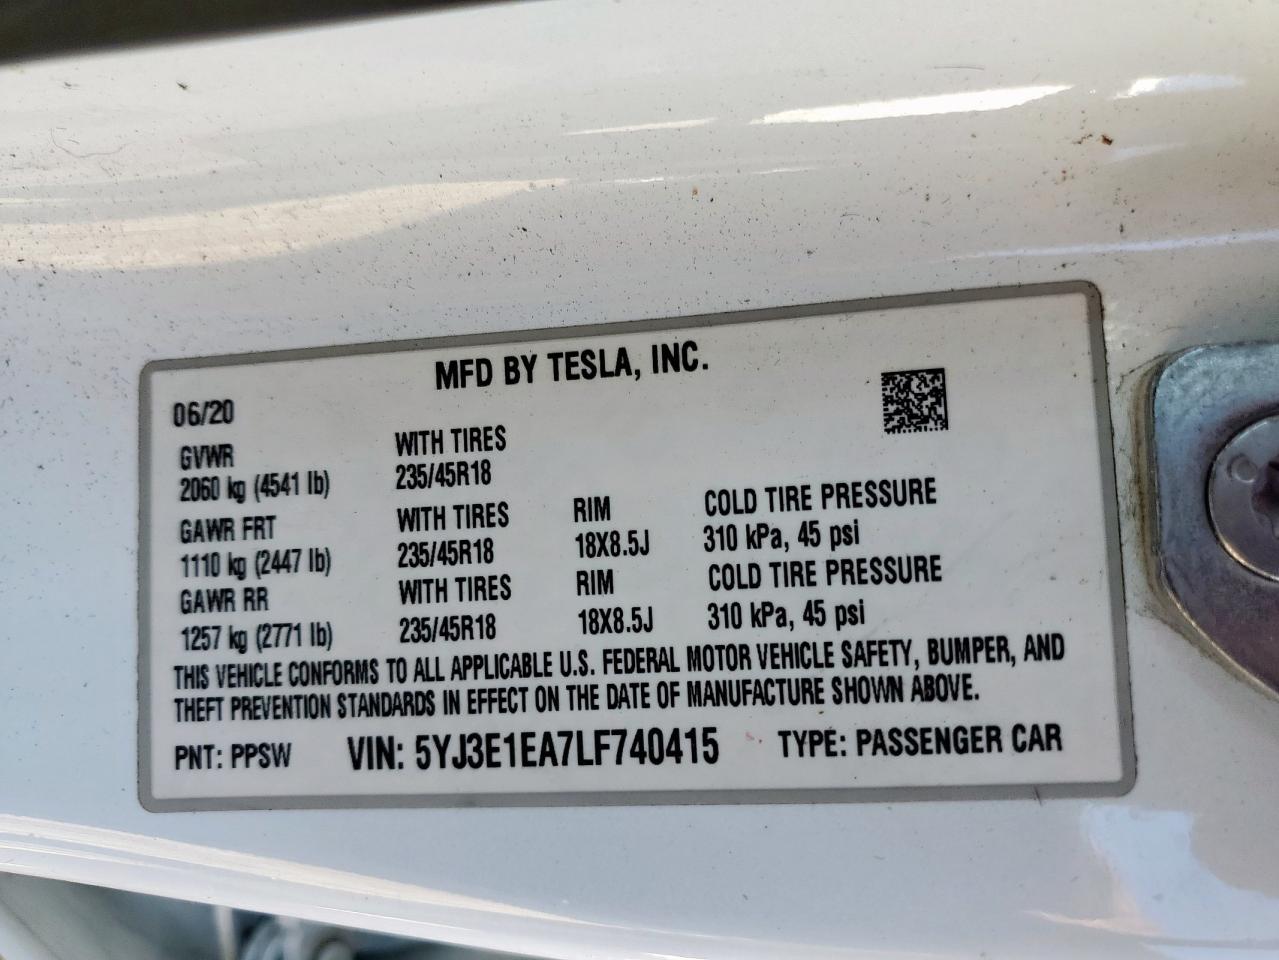 MFD BY TESLA, INC.
06/20
GVWR WITH TIRES
2060 kg (4541 lb) 235/45R18
GAWR FRT WITH TIRES RIM COLD TIRE PRESSURE
1110 kg (2447 lb) 235/45R18 18X8.5J 310 kPa, 45 psi
GAWR RR WITH TIRES RIM COLD TIRE PRESSURE
1257 kg (2771 lb) 235/45R18 18X8.5J 310 kPa, 45 psi
THIS VEHICLE CONFORMS TO ALL APPLICABLE U.S. FEDERAL MOTOR VEHICLE SAFETY, BUMPER, AND
THEFT PREVENTION STANDARDS IN EFFECT ON THE DATE OF MANUFACTURE SHOWN ABOVE.
PNT: PPSW VIN: 5YJ3E1EA7LF740415 TYPE: PASSENGER CAR